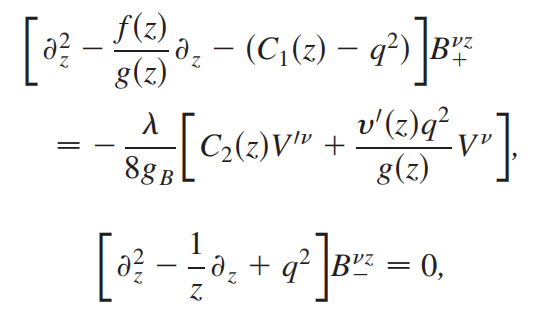 [∂_z^2 − f(z)/g(z) ∂_z − (C_1(z) − q^2)] B_+^{νz}
= − λ/(8g_B) [C_2(z)V'^ν + υ'(z)q^2/g(z) V^ν],
[∂_z^2 − 1/z ∂_z + q^2] B_−^{νz} = 0,